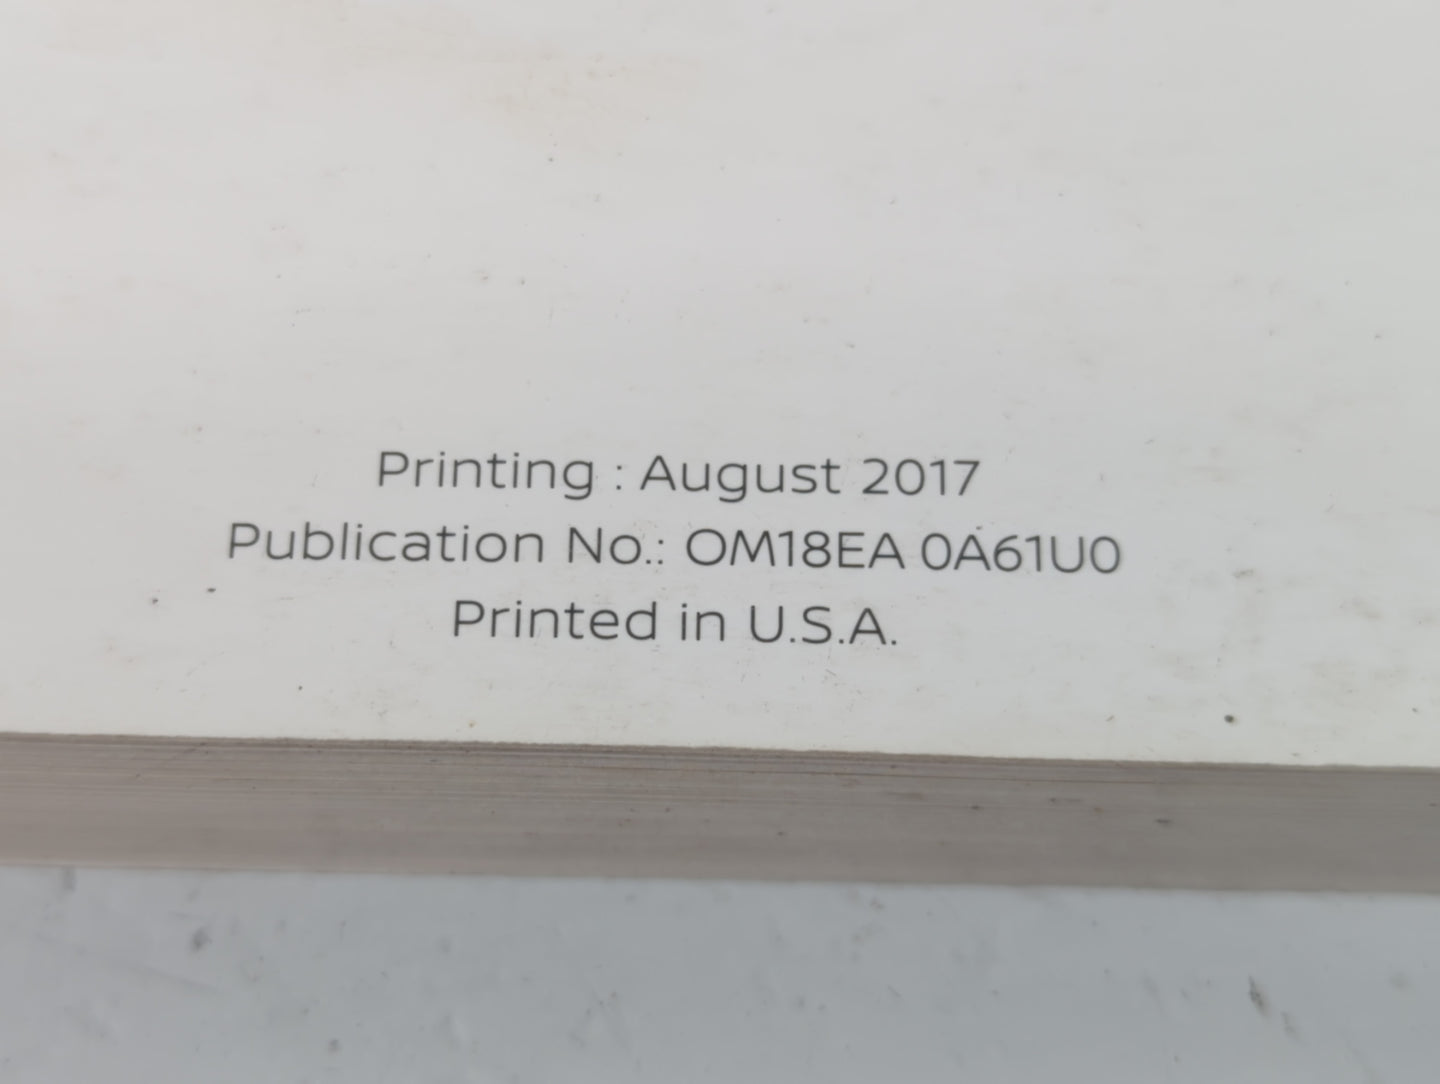 Printing : August 2017
Publication No.: OM18EA 0A61U0
Printed in U.S.A.